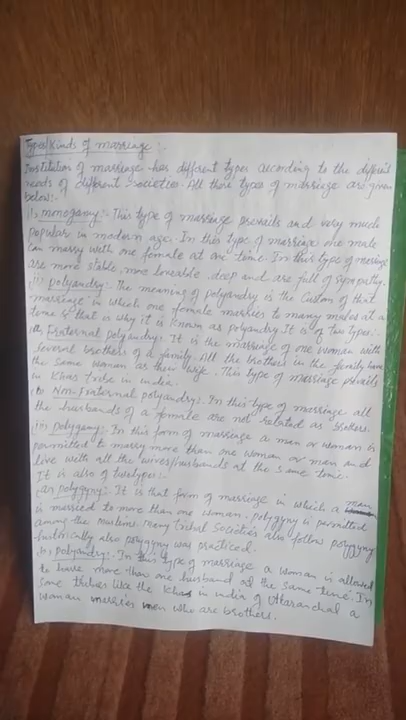 Types/Kinds of marriage :-
Institution of marriage has different types according to the different
needs of different societies. All these types of marriage are given
below:-
(i) monogamy:- This type of marriage prevails and very much
popular in modern age. In this type of marriage one male
can marry with one female at one time. In this type of marriage
are more stable, more loveable, deep and are full of sympathy.
(ii) polyandry:- The meaning of polyandry is the custom of that
marriage in which one female marries to many males at a
time & that is why it is known as polyandry. It is of two type:
(a) Fraternal polyandry:- It is the marriage of one woman with
several brothers of a family. All the brothers in the family have
the same woman as their wife. This type of marriage prevails
in Khas Tribe in india.
(b) Non-Fraternal polyandry:- In this type of marriage all
the husbands of a female are not related as
(iii) polygamy:- In this form of marriage a man or woman is
permitted to marry more than one woman or man and
live with all the wives/husbands at the same time.
It is also of twotypes:-
(a) polygyny:- It is that form of marriage in which a man
is married to more than one woman. polygyny is permitted
among the muslims. many tribal societies also follow polygyny
historically also polygyny was practiced.
(b) polyandry:- In this type of marriage a woman is allowed
to have more than one husband at the same time. In
some tribes like the Khas in india of Uttaranchal a
woman marries men who are brothers.